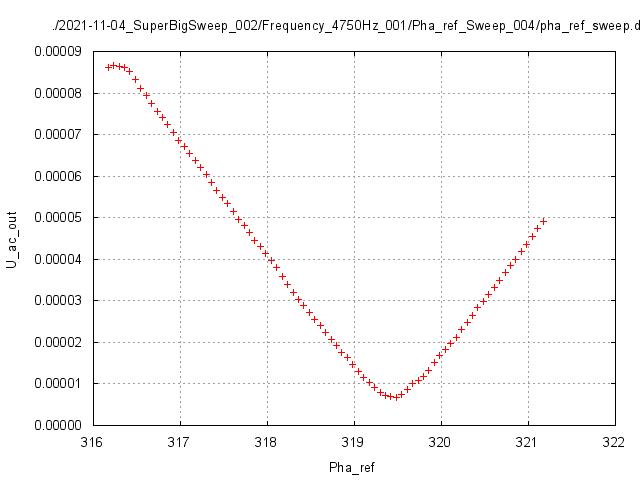 ./2021-11-04_SuperBigSweep_002/Frequency_4750Hz_001/Pha_ref_Sweep_004/pha_ref_sweep.d
0.00009
0.00008
0.00007
0.00006
0.00005
0.00004
0.00003
0.00002
0.00001
0.00000
U_ac_out
316 317 318 319 320 321 322
Pha_ref